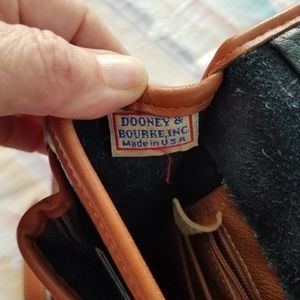 DOONEY &
BOURKE, INC.
Made in U.S.A.